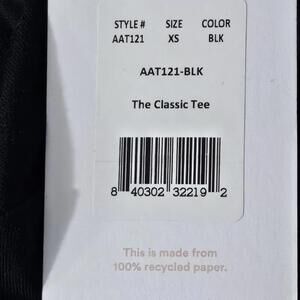 STYLE # SIZE COLOR
AAT121 XS BLK
AAT121-BLK
The Classic Tee
8 40302 32219 2
This is made from
100% recycled paper.